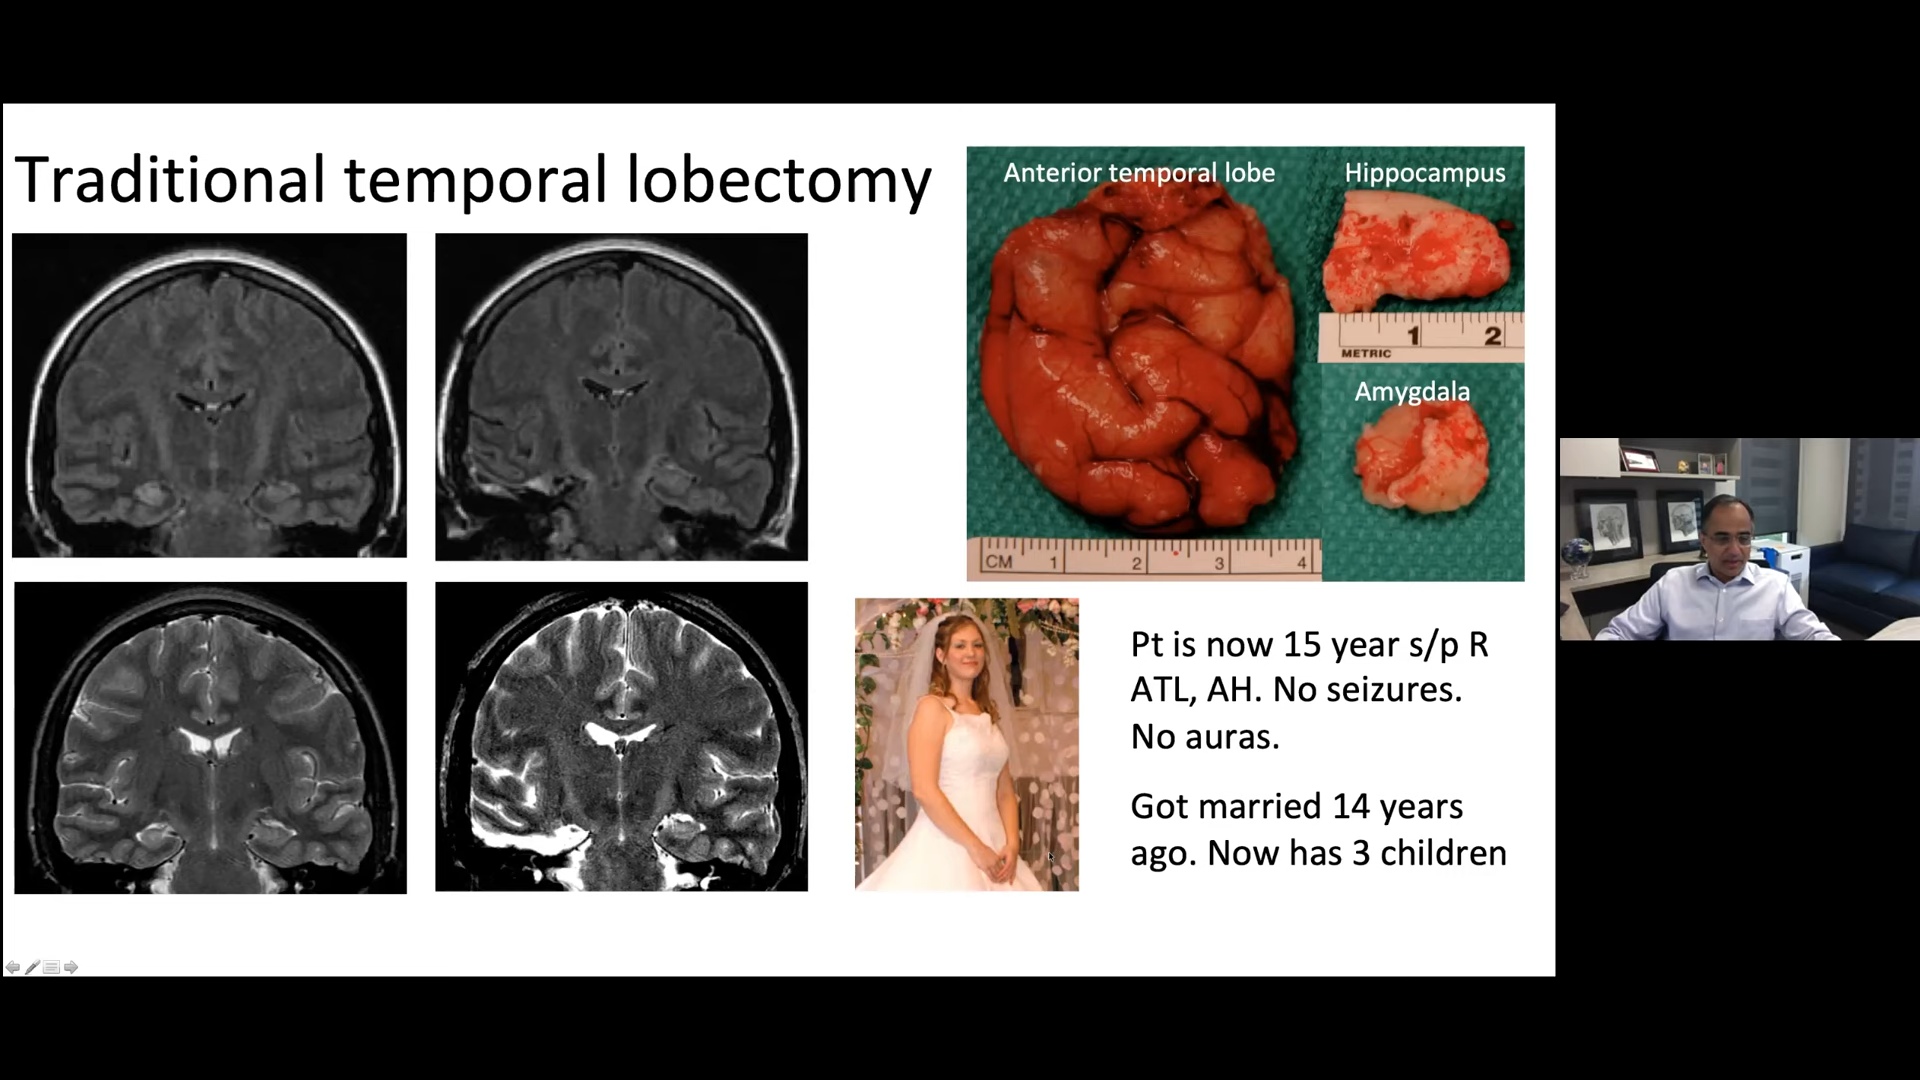 Traditional temporal lobectomy
Anterior temporal lobe
Hippocampus
1 2
METRIC
Amygdala
CM 1 2 3 4
Pt is now 15 year s/p R
ATL, AH. No seizures.
No auras.
Got married 14 years
ago. Now has 3 children